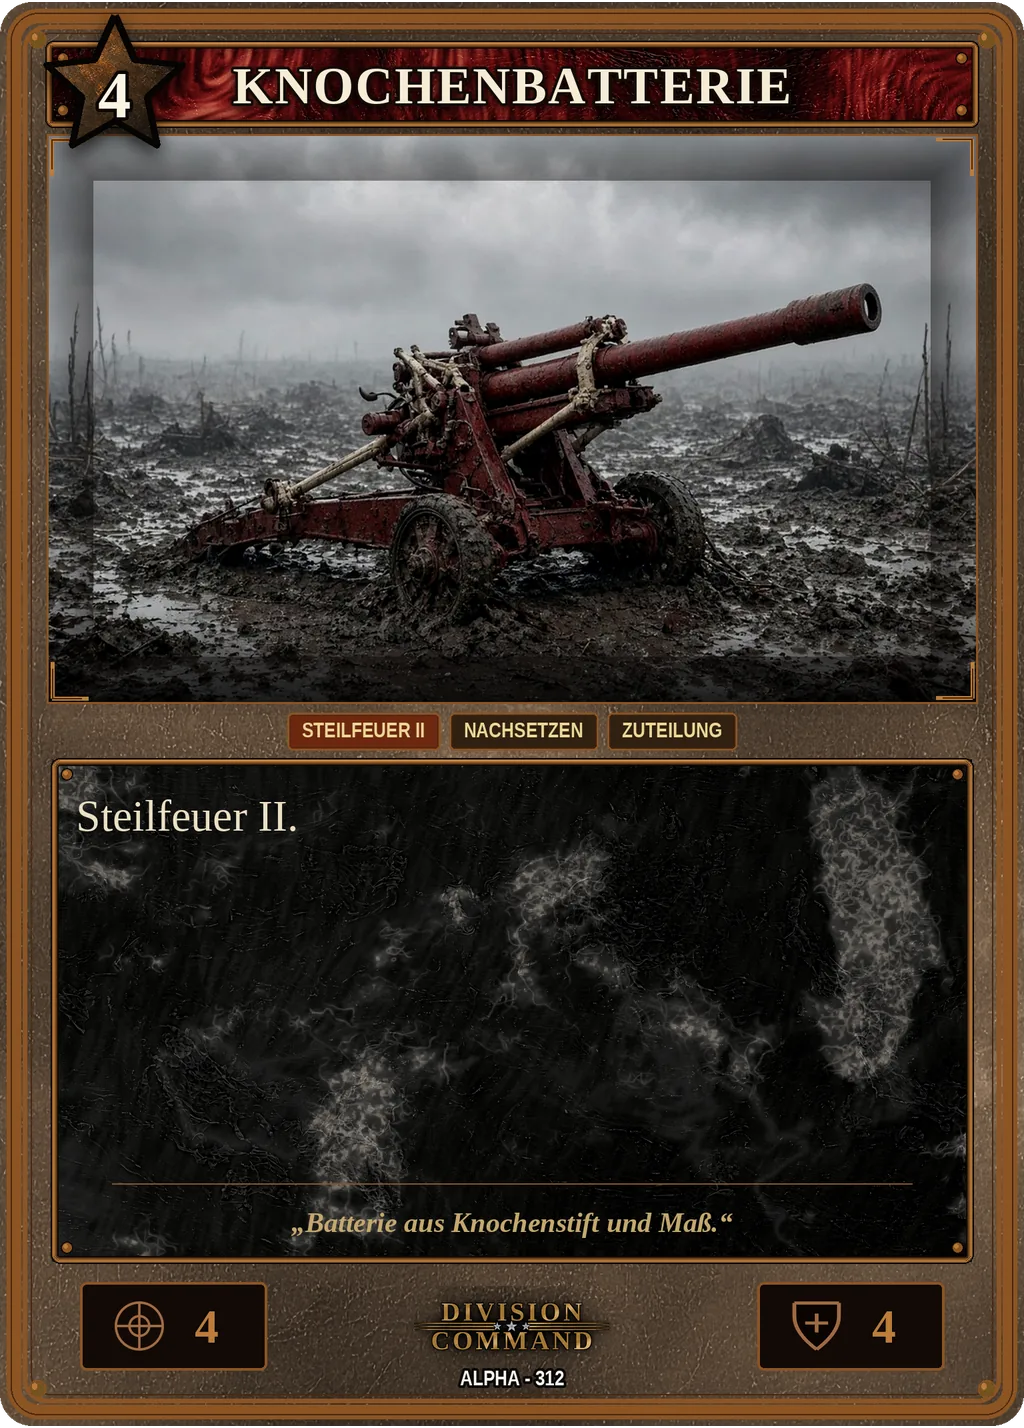 4
KNOCHENBATTERIE
STEILFEUER II
NACHSETZEN
ZUTEILUNG
Steilfeuer II.
„Batterie aus Knochenstift und Maß.“
4
DIVISION
COMMAND
ALPHA - 312
4